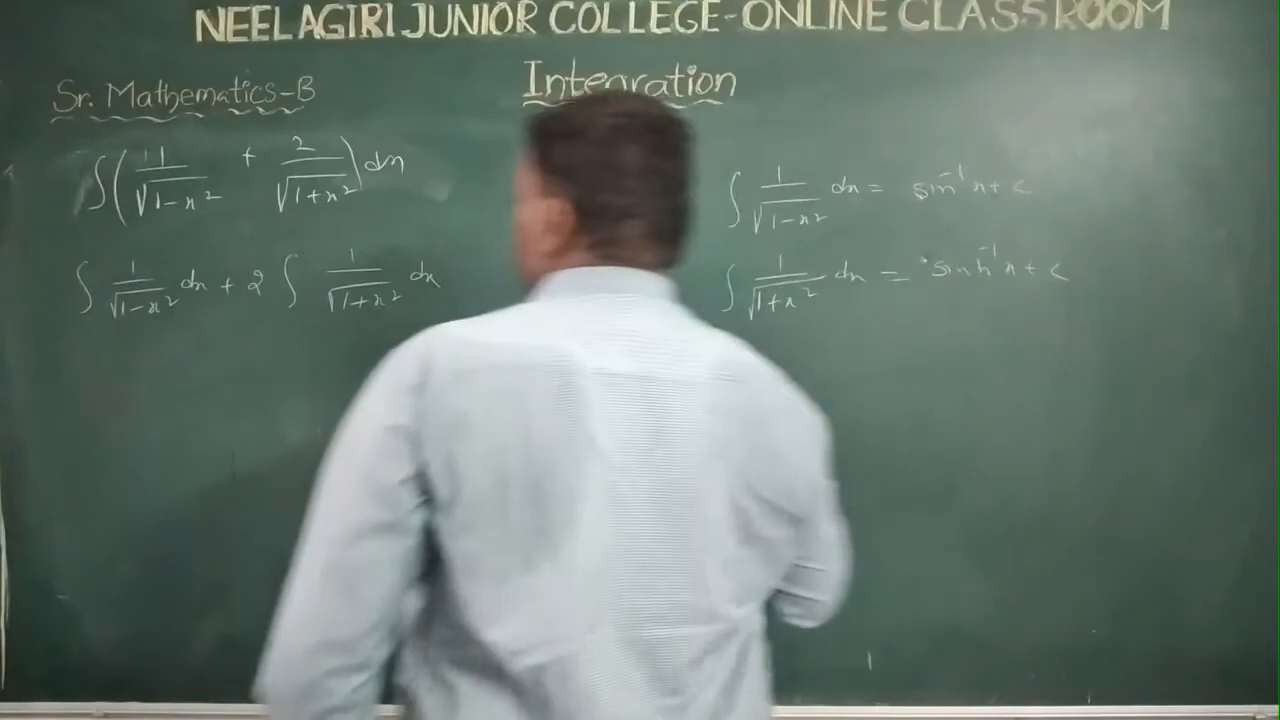 NEELAGIRI JUNIOR COLLEGE-ONLINE CLASSROOM
Sr. Mathematics-B
Integration
∫(1/√(1-x²) + 2/√(1+x²))dx
∫ 1/√(1-x²) dx + 2 ∫ 1/√(1+x²) dx
∫ 1/√(1-x²) dx = sin⁻¹x+c
∫ 1/√(1+x²) dx = sinh⁻¹x+c